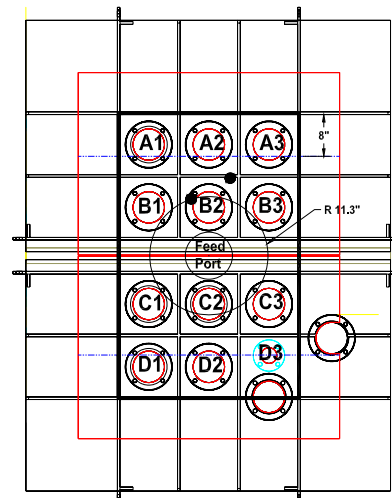 A1 A2 A3
8"
B1 B2 B3
R 11.3"
Feed
Port
C1 C2 C3
D1 D2 D3